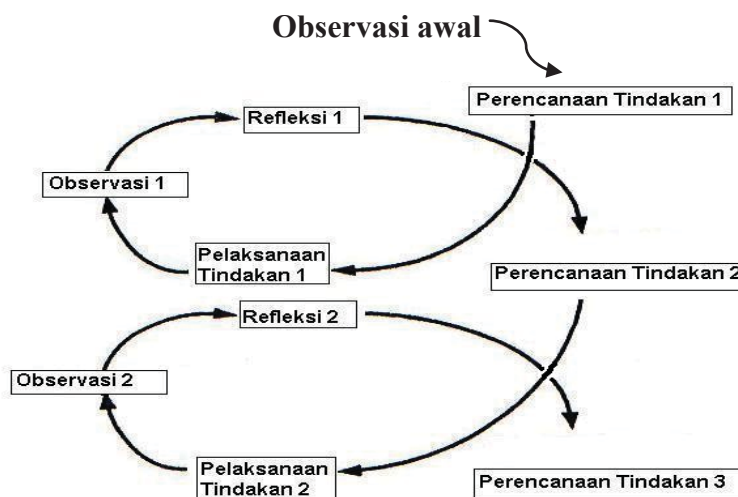 Observasi awal
Perencanaan Tindakan 1
Refleksi 1
Observasi 1
Pelaksanaan
Tindakan 1
Perencanaan Tindakan 2
Refleksi 2
Observasi 2
Pelaksanaan
Tindakan 2
Perencanaan Tindakan 3